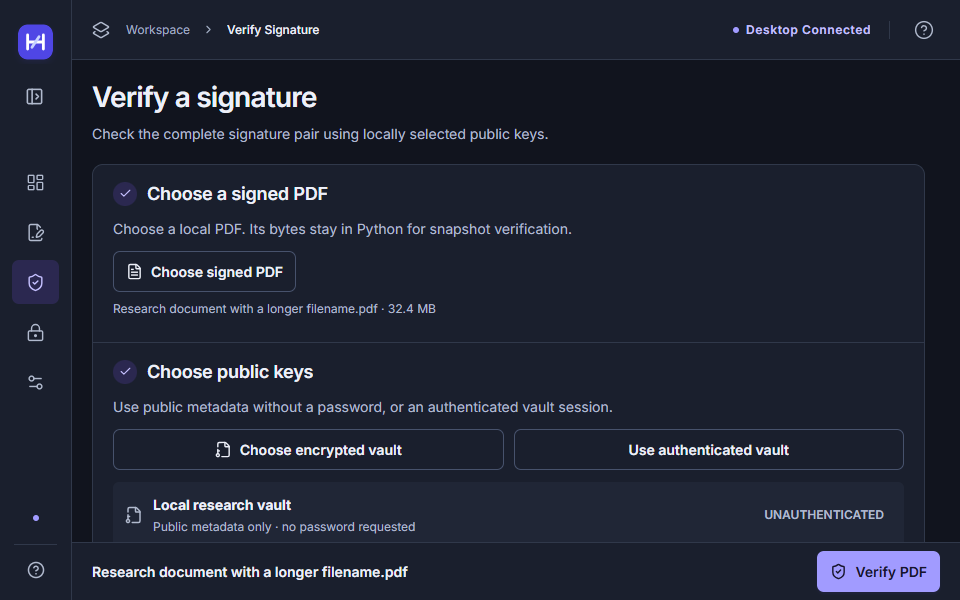 Workspace > Verify Signature
Desktop Connected
Verify a signature
Check the complete signature pair using locally selected public keys.
Choose a signed PDF
Choose a local PDF. Its bytes stay in Python for snapshot verification.
Choose signed PDF
Research document with a longer filename.pdf · 32.4 MB
Choose public keys
Use public metadata without a password, or an authenticated vault session.
Choose encrypted vault
Use authenticated vault
Local research vault
Public metadata only · no password requested
UNAUTHENTICATED
Research document with a longer filename.pdf
Verify PDF